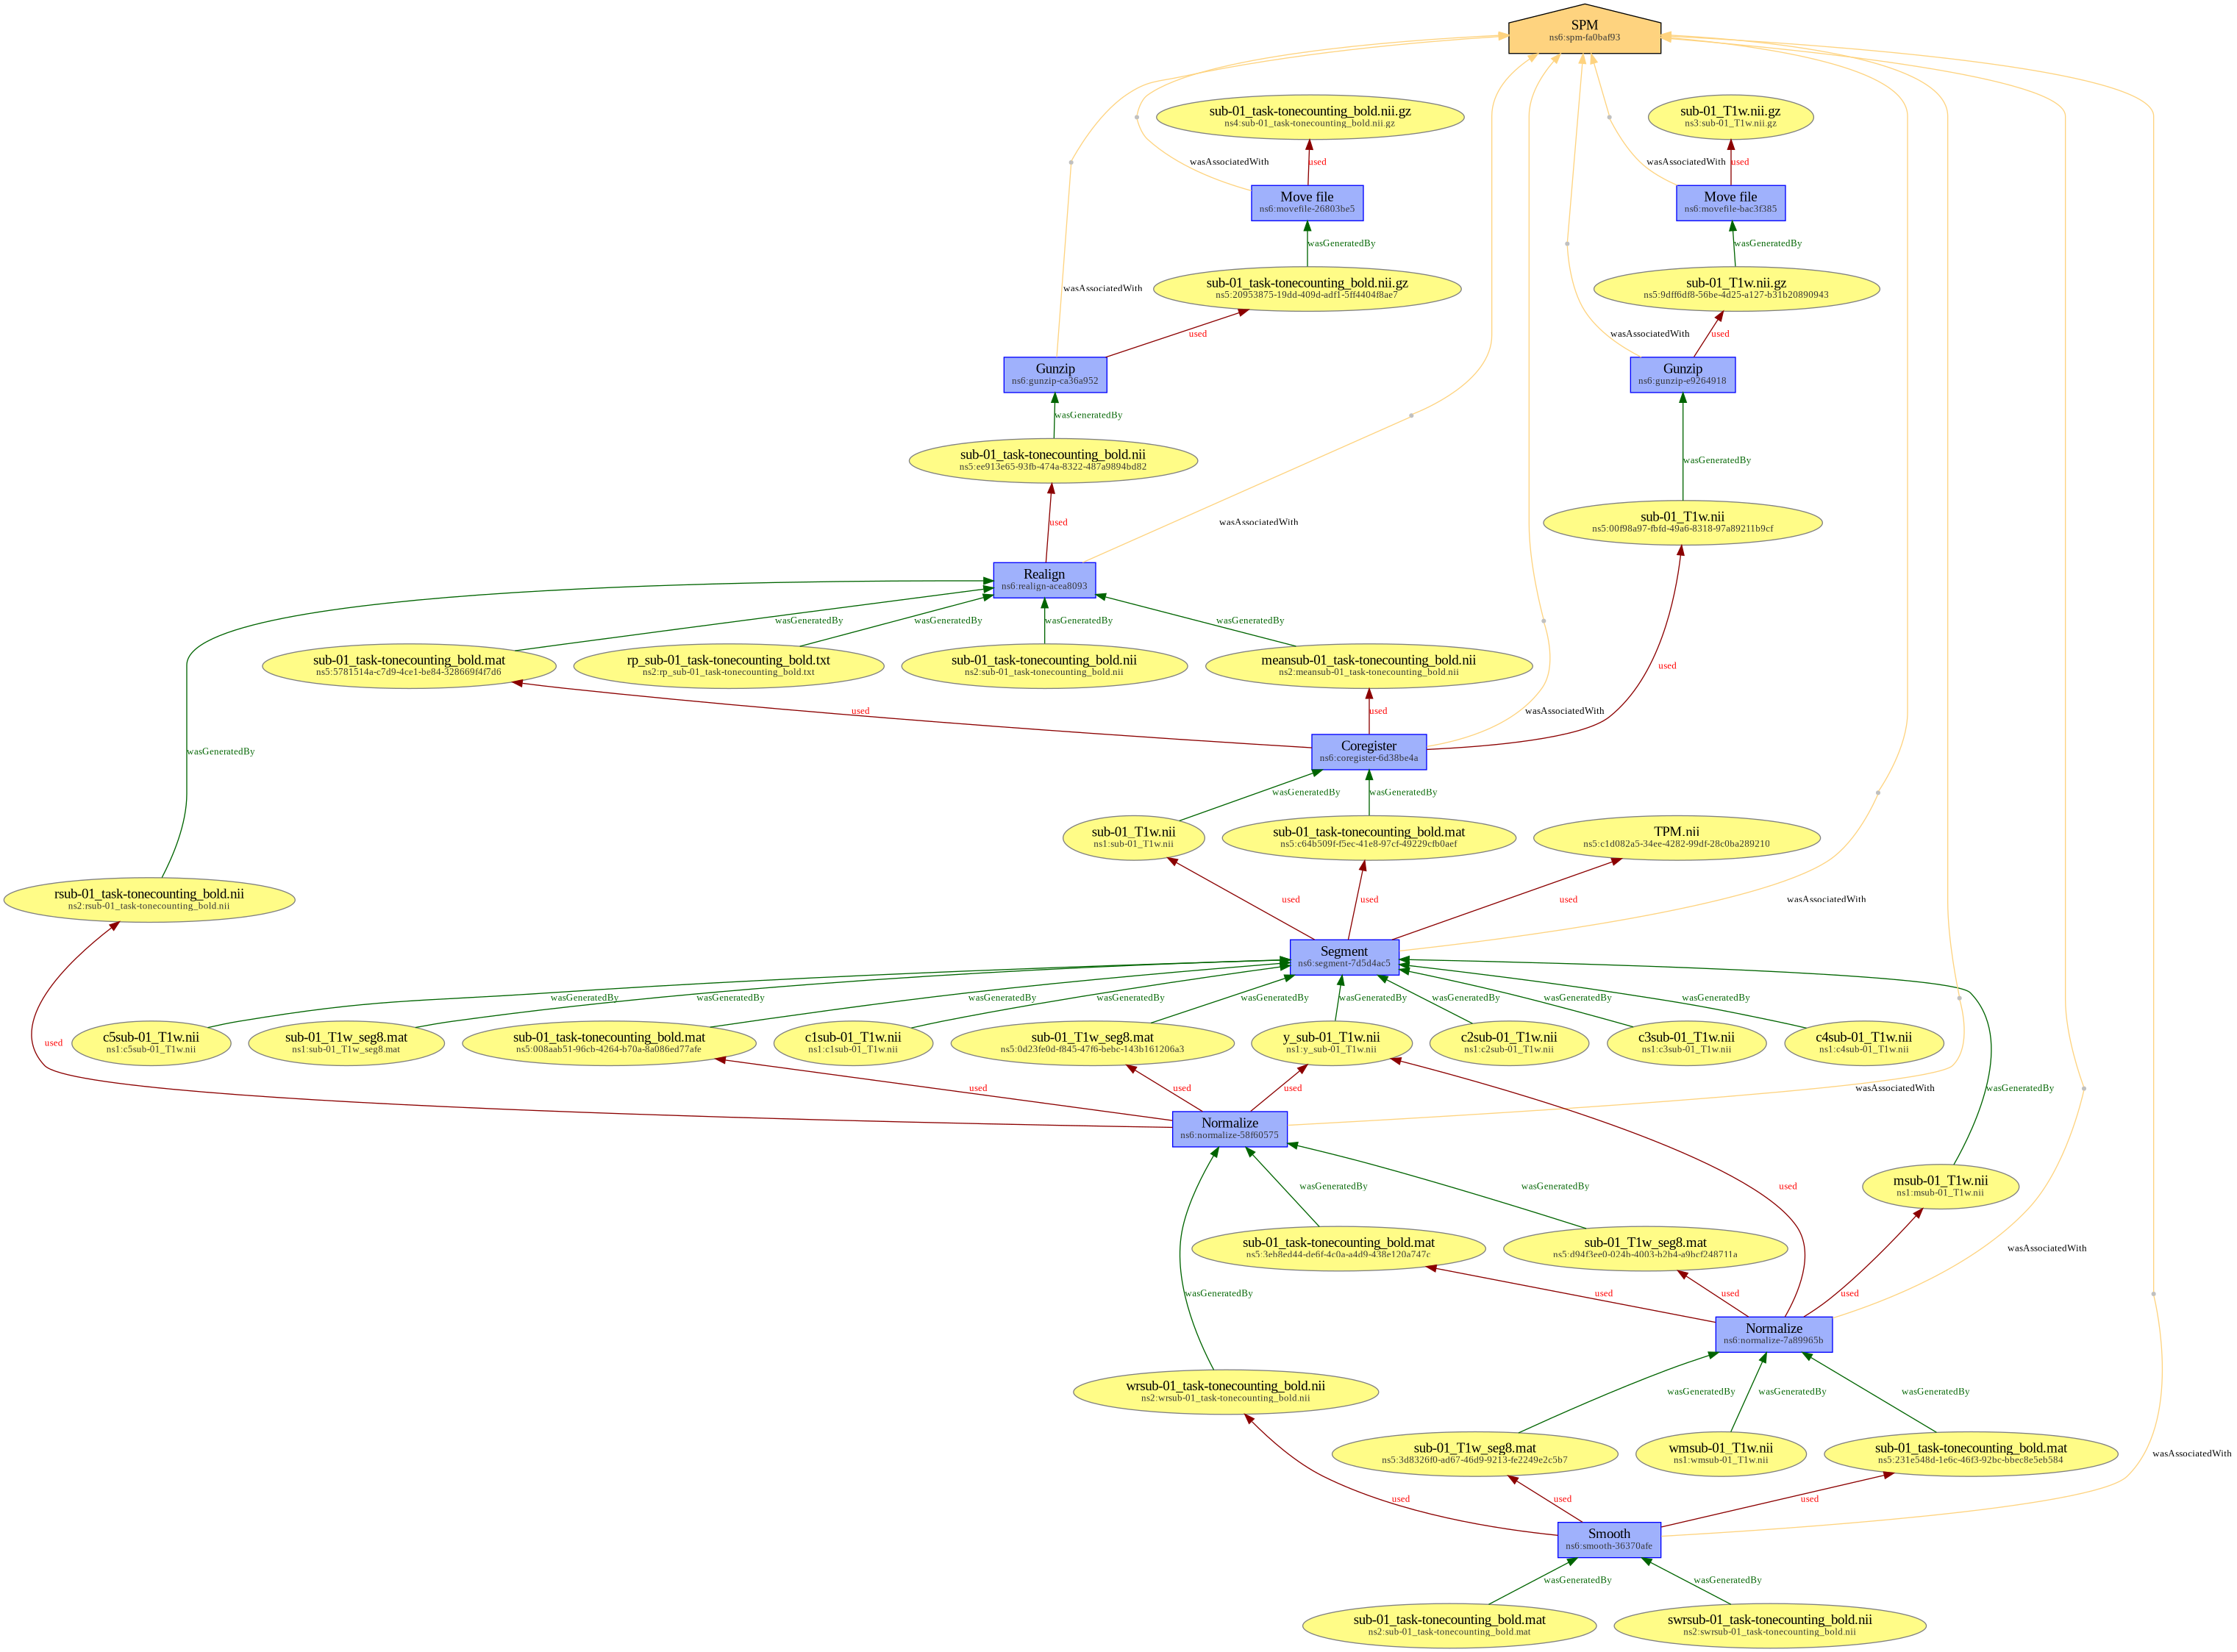 SPM
ns6:spm-fa0baf93
sub-01_task-tonecounting_bold.nii.gz
ns4:sub-01_task-tonecounting_bold.nii.gz
sub-01_T1w.nii.gz
ns3:sub-01_T1w.nii.gz
wasAssociatedWith
used
wasAssociatedWith
used
Move file
ns6:movefile-26803be5
Move file
ns6:movefile-bac3f385
wasGeneratedBy
wasGeneratedBy
wasAssociatedWith
sub-01_task-tonecounting_bold.nii.gz
ns5:20953875-19dd-409d-adf1-5ff4404f8ae7
sub-01_T1w.nii.gz
ns5:9dff6df8-56be-4d25-a127-b31b20890943
used
wasAssociatedWith
used
Gunzip
ns6:gunzip-ca36a952
Gunzip
ns6:gunzip-e9264918
wasGeneratedBy
wasGeneratedBy
sub-01_task-tonecounting_bold.nii
ns5:ee913e65-93fb-474a-8322-487a9894bd82
sub-01_T1w.nii
ns5:00f98a97-fbfd-49a6-8318-97a89211b9cf
used
wasAssociatedWith
Realign
ns6:realign-acea8093
wasGeneratedBy
wasGeneratedBy
wasGeneratedBy
wasGeneratedBy
sub-01_task-tonecounting_bold.mat
ns5:5781514a-c7d9-4ce1-be84-328669f4f7d6
rp_sub-01_task-tonecounting_bold.txt
ns2:rp_sub-01_task-tonecounting_bold.txt
sub-01_task-tonecounting_bold.nii
ns2:sub-01_task-tonecounting_bold.nii
meansub-01_task-tonecounting_bold.nii
ns2:meansub-01_task-tonecounting_bold.nii
used
used
used
wasAssociatedWith
wasGeneratedBy
Coregister
ns6:coregister-6d38be4a
wasGeneratedBy
wasGeneratedBy
sub-01_T1w.nii
ns1:sub-01_T1w.nii
sub-01_task-tonecounting_bold.mat
ns5:c64b509f-f5ec-41e8-97cf-49229cfb0aef
TPM.nii
ns5:c1d082a5-34ee-4282-99df-28c0ba289210
rsub-01_task-tonecounting_bold.nii
ns2:rsub-01_task-tonecounting_bold.nii
used
used
used
wasAssociatedWith
Segment
ns6:segment-7d5d4ac5
wasGeneratedBy
wasGeneratedBy
wasGeneratedBy
wasGeneratedBy
wasGeneratedBy
wasGeneratedBy
wasGeneratedBy
wasGeneratedBy
wasGeneratedBy
c5sub-01_T1w.nii
ns1:c5sub-01_T1w.nii
sub-01_T1w_seg8.mat
ns1:sub-01_T1w_seg8.mat
sub-01_task-tonecounting_bold.mat
ns5:008aab51-96cb-4264-b70a-8a086ed77afe
c1sub-01_T1w.nii
ns1:c1sub-01_T1w.nii
sub-01_T1w_seg8.mat
ns5:0d23fe0d-f845-47f6-bebc-143b161206a3
y_sub-01_T1w.nii
ns1:y_sub-01_T1w.nii
c2sub-01_T1w.nii
ns1:c2sub-01_T1w.nii
c3sub-01_T1w.nii
ns1:c3sub-01_T1w.nii
c4sub-01_T1w.nii
ns1:c4sub-01_T1w.nii
used
used
used
used
wasAssociatedWith
wasGeneratedBy
Normalize
ns6:normalize-58f60575
wasGeneratedBy
wasGeneratedBy
used
msub-01_T1w.nii
ns1:msub-01_T1w.nii
sub-01_task-tonecounting_bold.mat
ns5:3eb8ed44-de6f-4c0a-a4d9-438e120a747c
sub-01_T1w_seg8.mat
ns5:d94f3ee0-024b-4003-b2b4-a9bcf248711a
wasAssociatedWith
wasGeneratedBy
used
used
used
Normalize
ns6:normalize-7a89965b
wrsub-01_task-tonecounting_bold.nii
ns2:wrsub-01_task-tonecounting_bold.nii
wasGeneratedBy
wasGeneratedBy
wasGeneratedBy
sub-01_T1w_seg8.mat
ns5:3d8326f0-ad67-46d9-9213-fe2249e2c5b7
wmsub-01_T1w.nii
ns1:wmsub-01_T1w.nii
sub-01_task-tonecounting_bold.mat
ns5:231e548d-1e6c-46f3-92bc-bbec8e5eb584
wasAssociatedWith
used
used
used
Smooth
ns6:smooth-36370afe
wasGeneratedBy
wasGeneratedBy
sub-01_task-tonecounting_bold.mat
ns2:sub-01_task-tonecounting_bold.mat
swrsub-01_task-tonecounting_bold.nii
ns2:swrsub-01_task-tonecounting_bold.nii